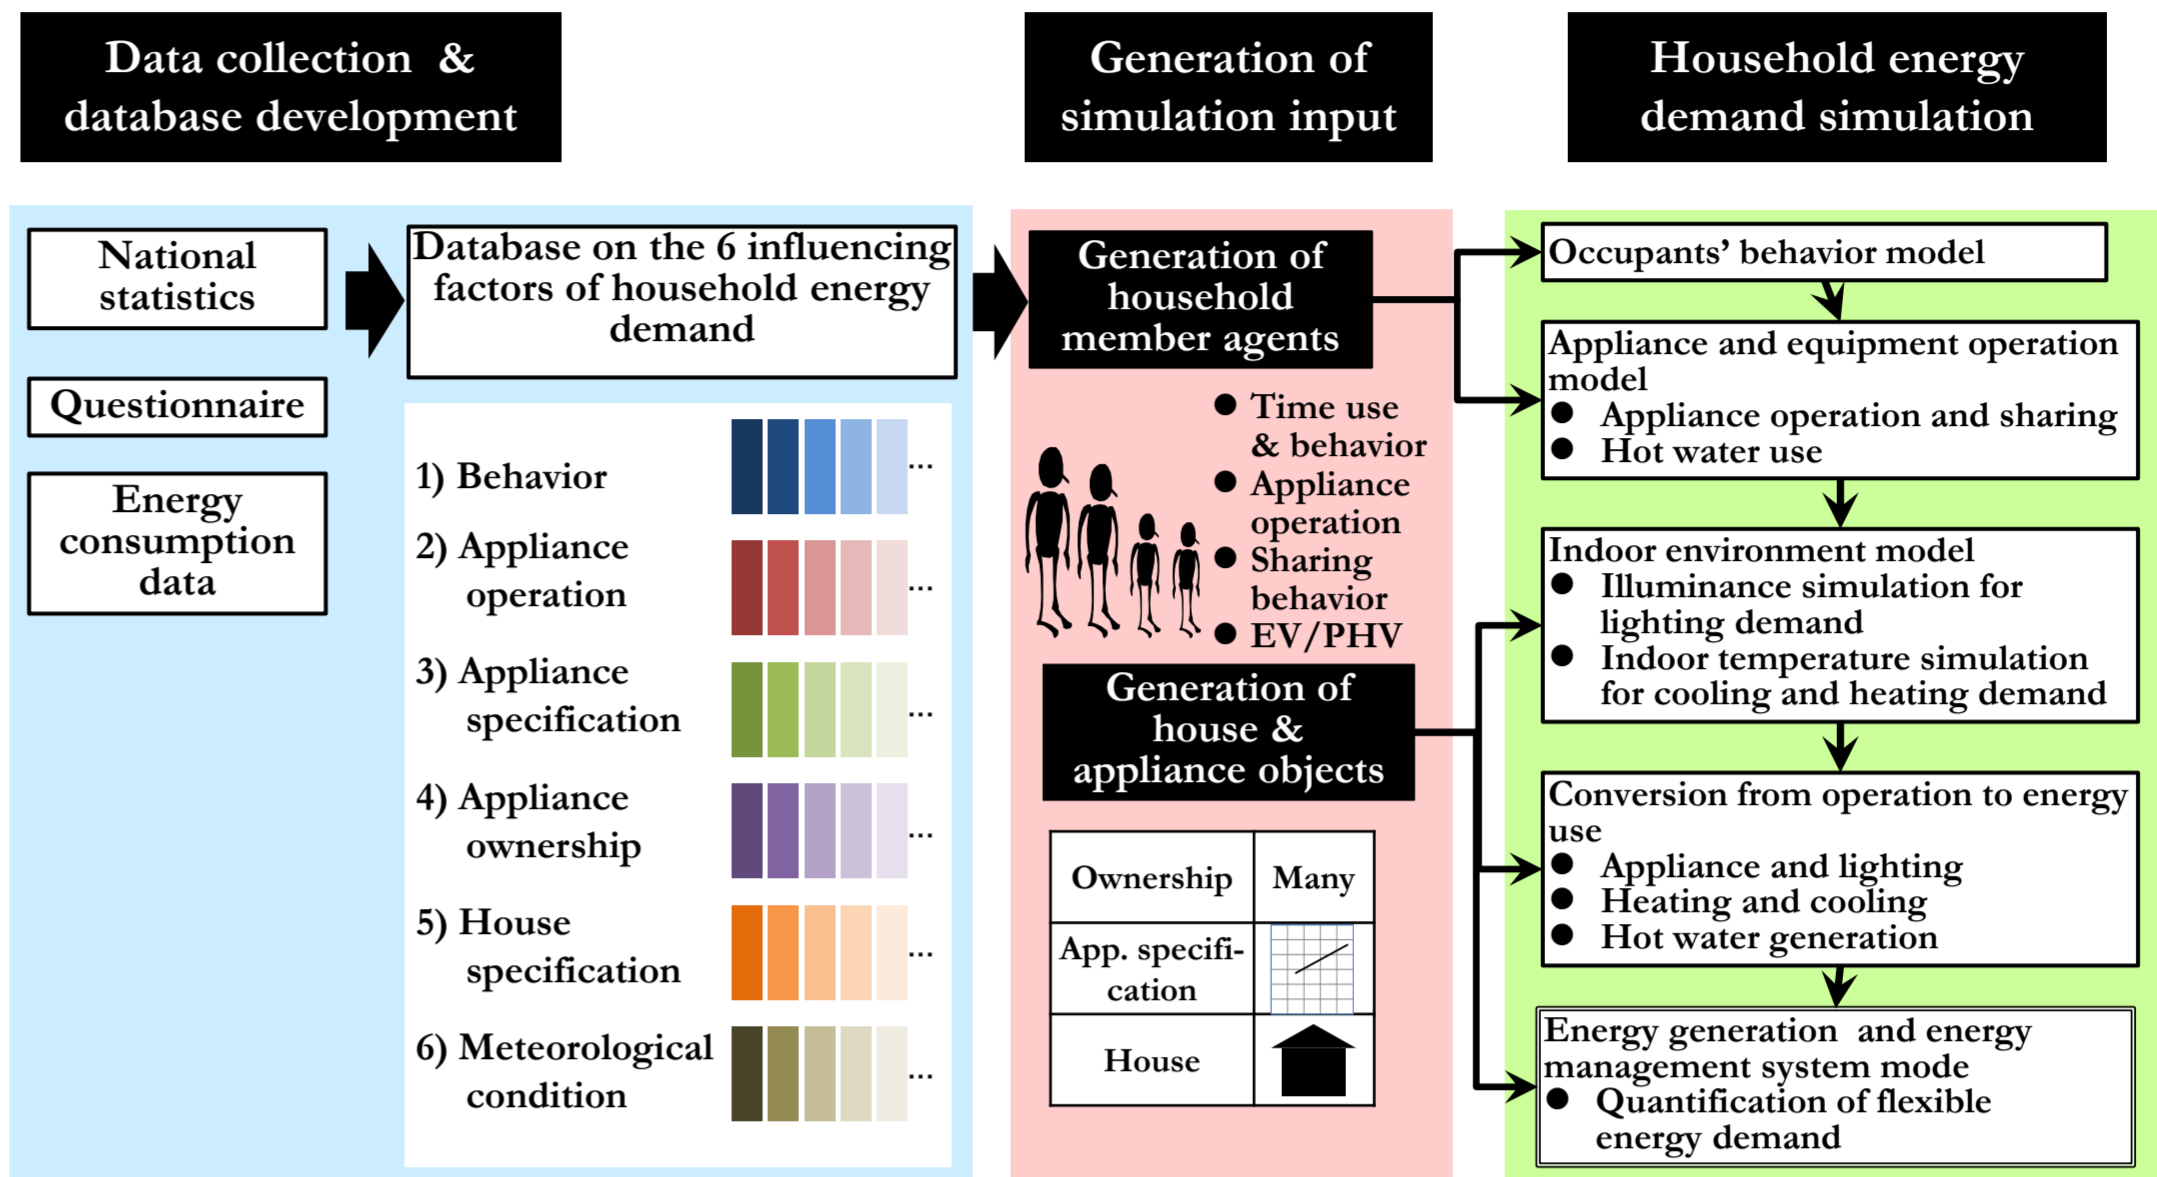 Data collection &
database development
Generation of
simulation input
Household energy
demand simulation
National
statistics
Questionnaire
Energy
consumption
data
Database on the 6 influencing
factors of household energy
demand
1) Behavior
...
2) Appliance
operation
...
3) Appliance
specification
...
4) Appliance
ownership
...
5) House
specification
...
6) Meteorological
condition
...
Generation of
household
member agents
● Time use
& behavior
● Appliance
operation
● Sharing
behavior
● EV/PHV
Generation of
house &
appliance objects
Ownership
Many
App. specifi-
cation
House
Occupants’ behavior model
Appliance and equipment operation
model
● Appliance operation and sharing
● Hot water use
Indoor environment model
● Illuminance simulation for
lighting demand
● Indoor temperature simulation
for cooling and heating demand
Conversion from operation to energy
use
● Appliance and lighting
● Heating and cooling
● Hot water generation
Energy generation and energy
management system mode
● Quantification of flexible
energy demand